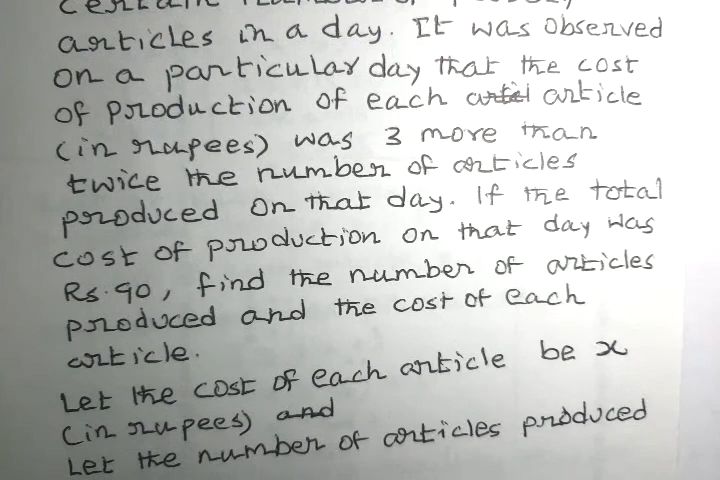 articles in a day. It was observed
on a particular day that the cost
of production of each article
(in rupees) was 3 more than
twice the number of articles
produced on that day. If the total
cost of production on that day was
Rs. 90, find the number of articles
produced and the cost of each
article.
Let the cost of each article be x
(in rupees) and
Let the number of articles produced